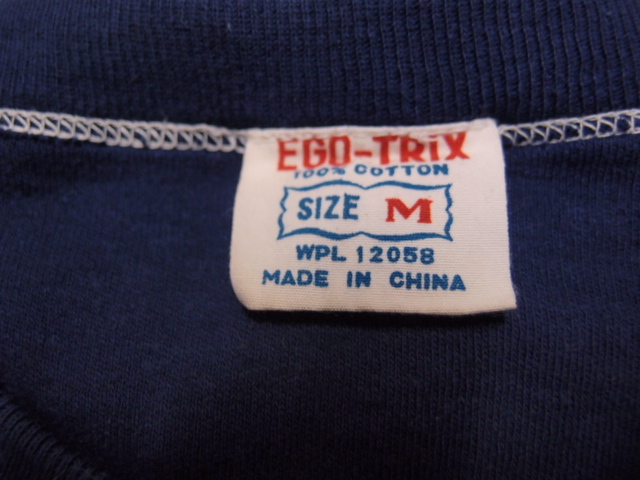 EGO-TRIX
100% COTTON
SIZE M
WPL 12058
MADE IN CHINA